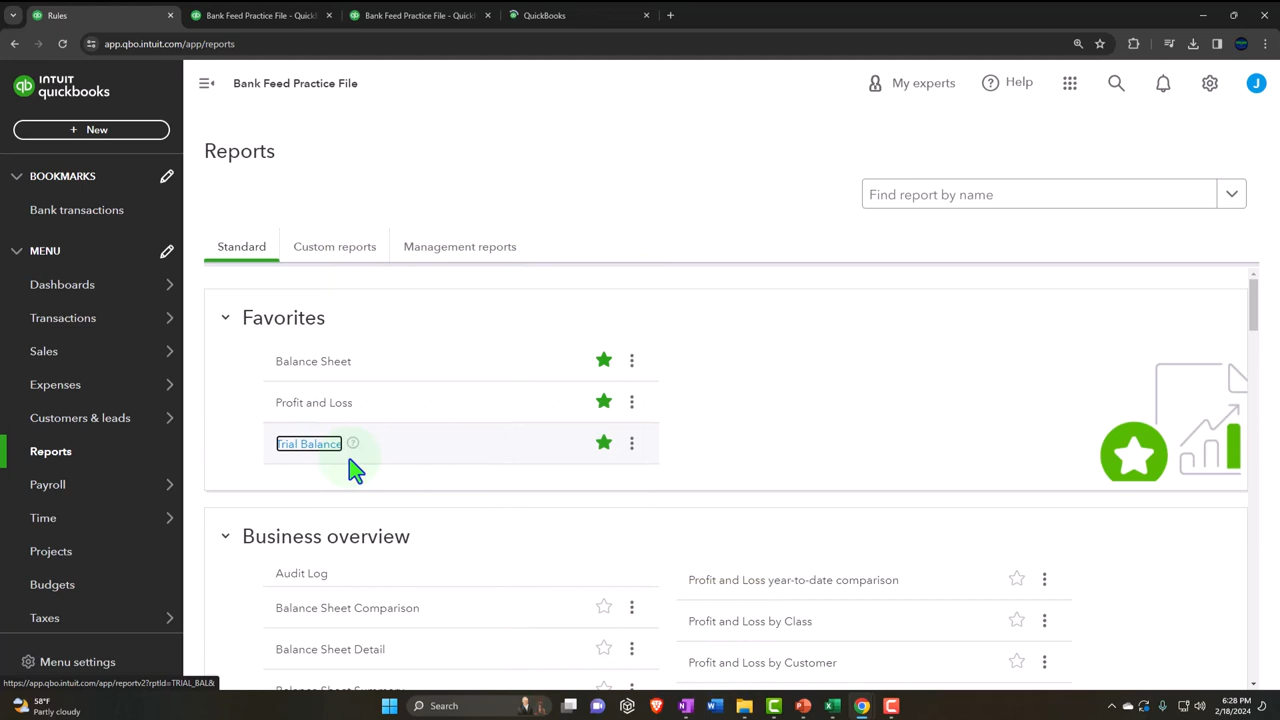 Rules
Bank Feed Practice File - Quick
Bank Feed Practice File - Quick
QuickBooks
app.qbo.intuit.com/app/reports
INTUIT
quickbooks
Bank Feed Practice File
My experts
Help
J
+ New
BOOKMARKS
Bank transactions
MENU
Dashboards
Transactions
Sales
Expenses
Customers & leads
Reports
Payroll
Time
Projects
Budgets
Taxes
Menu settings
Reports
Find report by name
Standard
Custom reports
Management reports
Favorites
Balance Sheet
Profit and Loss
Trial Balance
Business overview
Audit Log
Balance Sheet Comparison
Balance Sheet Detail
Balance Sheet Summary
Profit and Loss year-to-date comparison
Profit and Loss by Class
Profit and Loss by Customer
https://app.qbo.intuit.com/app/reportv2?rptId=TRIAL_BAL&
58°F
Partly cloudy
Search
6:28 PM
2/18/2024